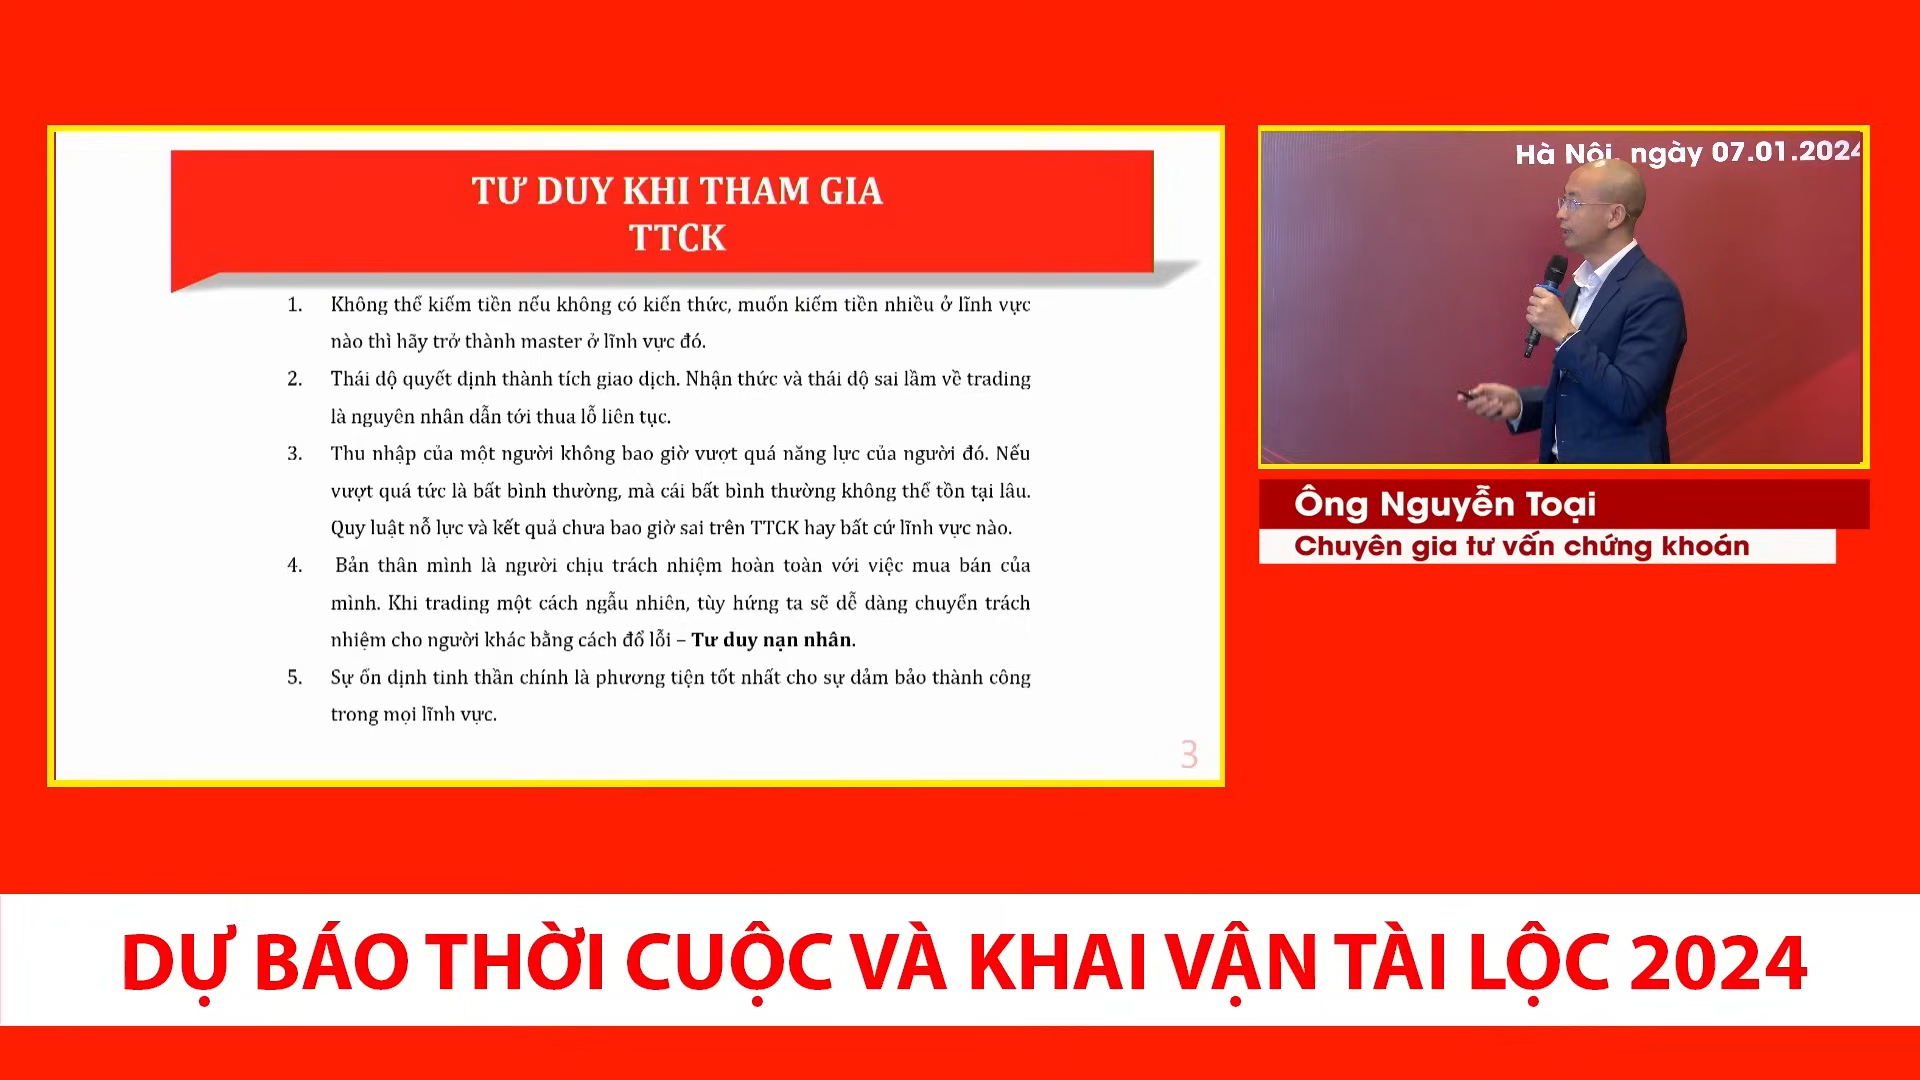 TƯ DUY KHI THAM GIA
TTCK
1. Không thể kiếm tiền nếu không có kiến thức, muốn kiếm tiền nhiều ở lĩnh vực
nào thì hãy trở thành master ở lĩnh vực đó.
2. Thái độ quyết định thành tích giao dịch. Nhận thức và thái độ sai lầm về trading
là nguyên nhân dẫn tới thua lỗ liên tục.
3. Thu nhập của một người không bao giờ vượt quá năng lực của người đó. Nếu
vượt quá tức là bất bình thường, mà cái bất bình thường không thể tồn tại lâu.
Quy luật nỗ lực và kết quả chưa bao giờ sai trên TTCK hay bất cứ lĩnh vực nào.
4. Bản thân mình là người chịu trách nhiệm hoàn toàn với việc mua bán của
mình. Khi trading một cách ngẫu nhiên, tùy hứng ta sẽ dễ dàng chuyển trách
nhiệm cho người khác bằng cách đổ lỗi – Tư duy nạn nhân.
5. Sự ổn định tinh thần chính là phương tiện tốt nhất cho sự đảm bảo thành công
trong mọi lĩnh vực.
3
Hà Nội, ngày 07.01.2024
Ông Nguyễn Toại
Chuyên gia tư vấn chứng khoán
DỰ BÁO THỜI CUỘC VÀ KHAI VẬN TÀI LỘC 2024